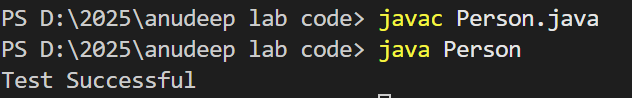 PS D:\2025\anudeep lab code> javac Person.java
PS D:\2025\anudeep lab code> java Person
Test Successful